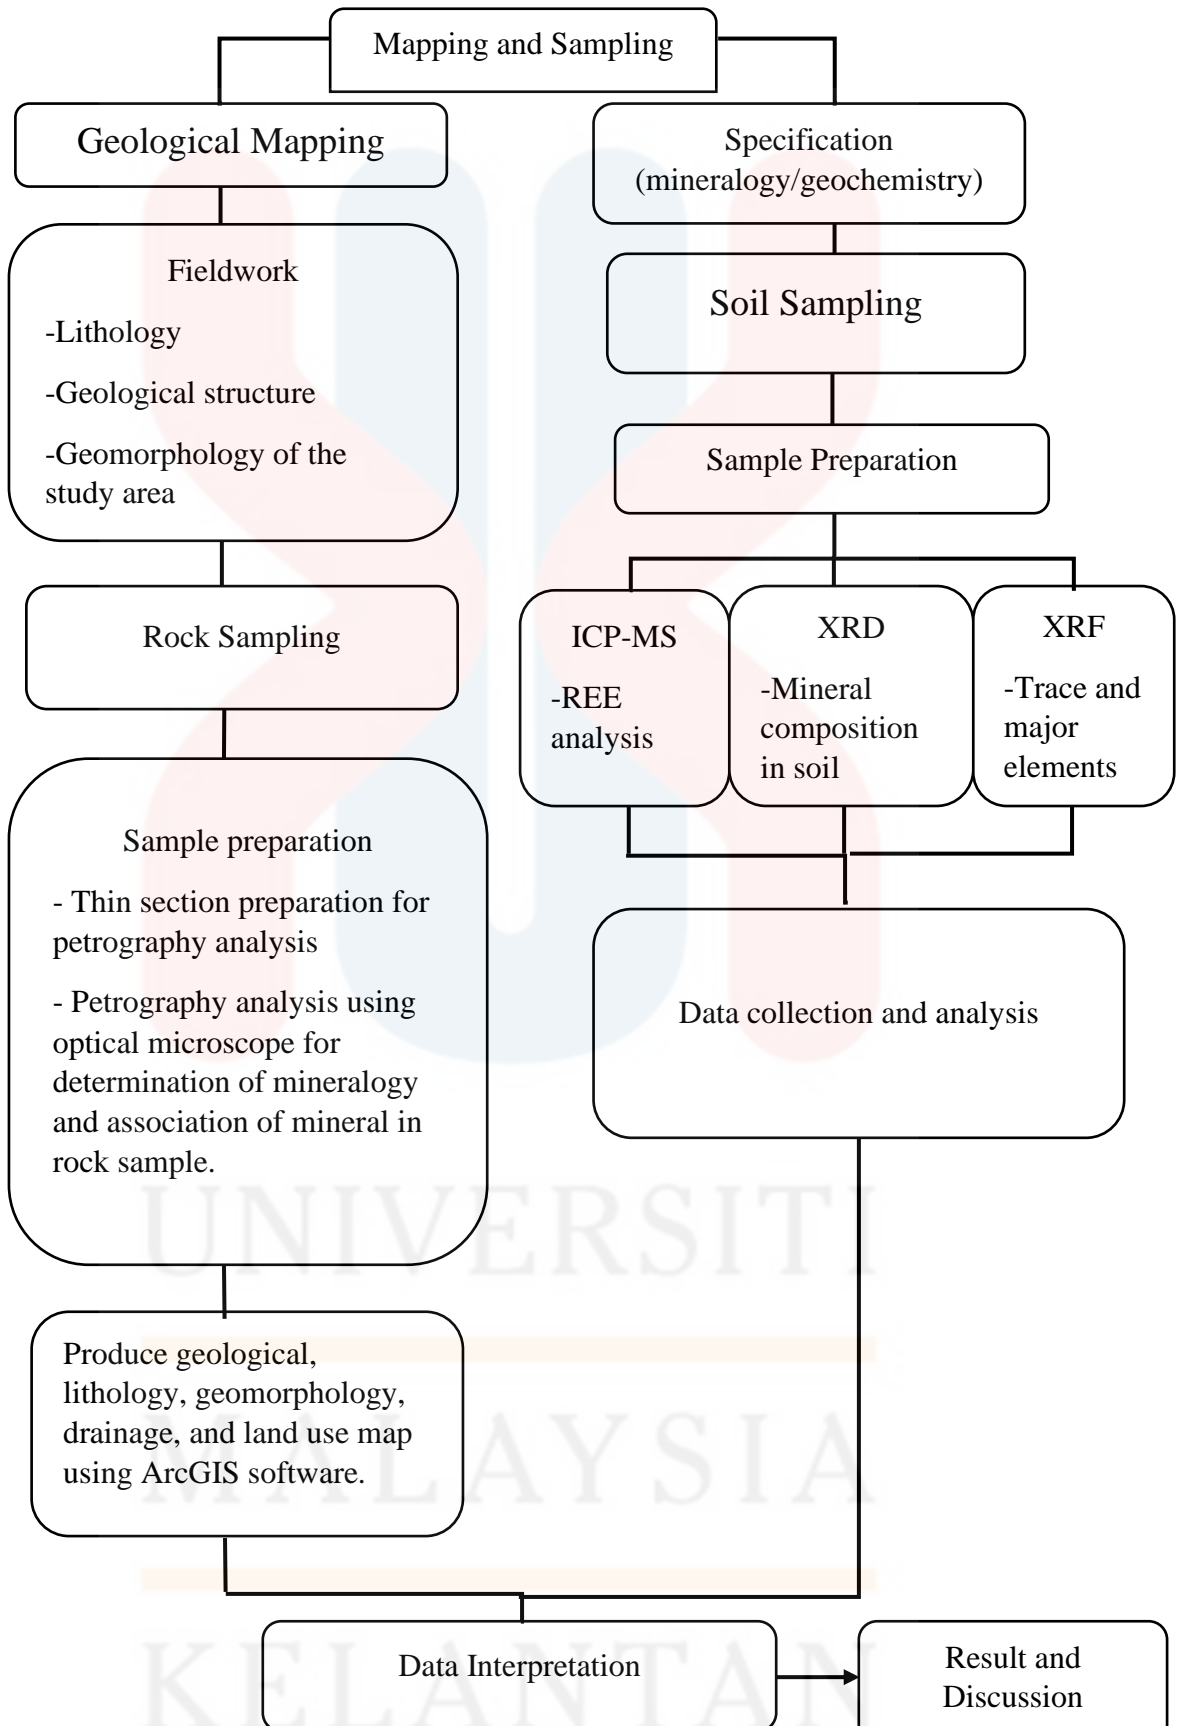 Mapping and Sampling
Geological Mapping
Specification
(mineralogy/geochemistry)
Fieldwork
-Lithology
-Geological structure
-Geomorphology of the
study area
Soil Sampling
Sample Preparation
Rock Sampling
ICP-MS
-REE
analysis
XRD
-Mineral
composition
in soil
XRF
-Trace and
major
elements
Sample preparation
- Thin section preparation for
petrography analysis
- Petrography analysis using
optical microscope for
determination of mineralogy
and association of mineral in
rock sample.
Data collection and analysis
UNIVERSITI
Produce geological,
lithology, geomorphology,
drainage, and land use map
using ArcGIS software.
MALAYSIA
Data Interpretation
Result and
Discussion
KELANTAN